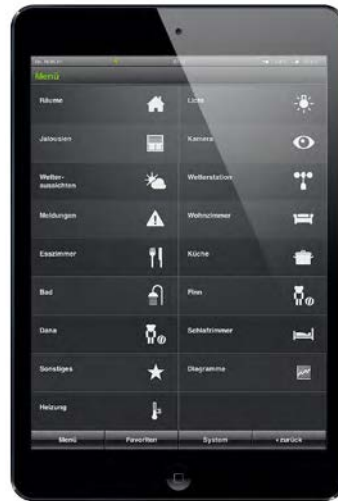 Menü
Räume
Licht
Jalousien
Kamera
Wetter-
aussichten
Wetterstation
Meldungen
Wohnzimmer
Esszimmer
Küche
Bad
Finn
Dana
Schlafzimmer
Sonstiges
Diagramme
Heizung
Menü
Favoriten
System
‹ zurück